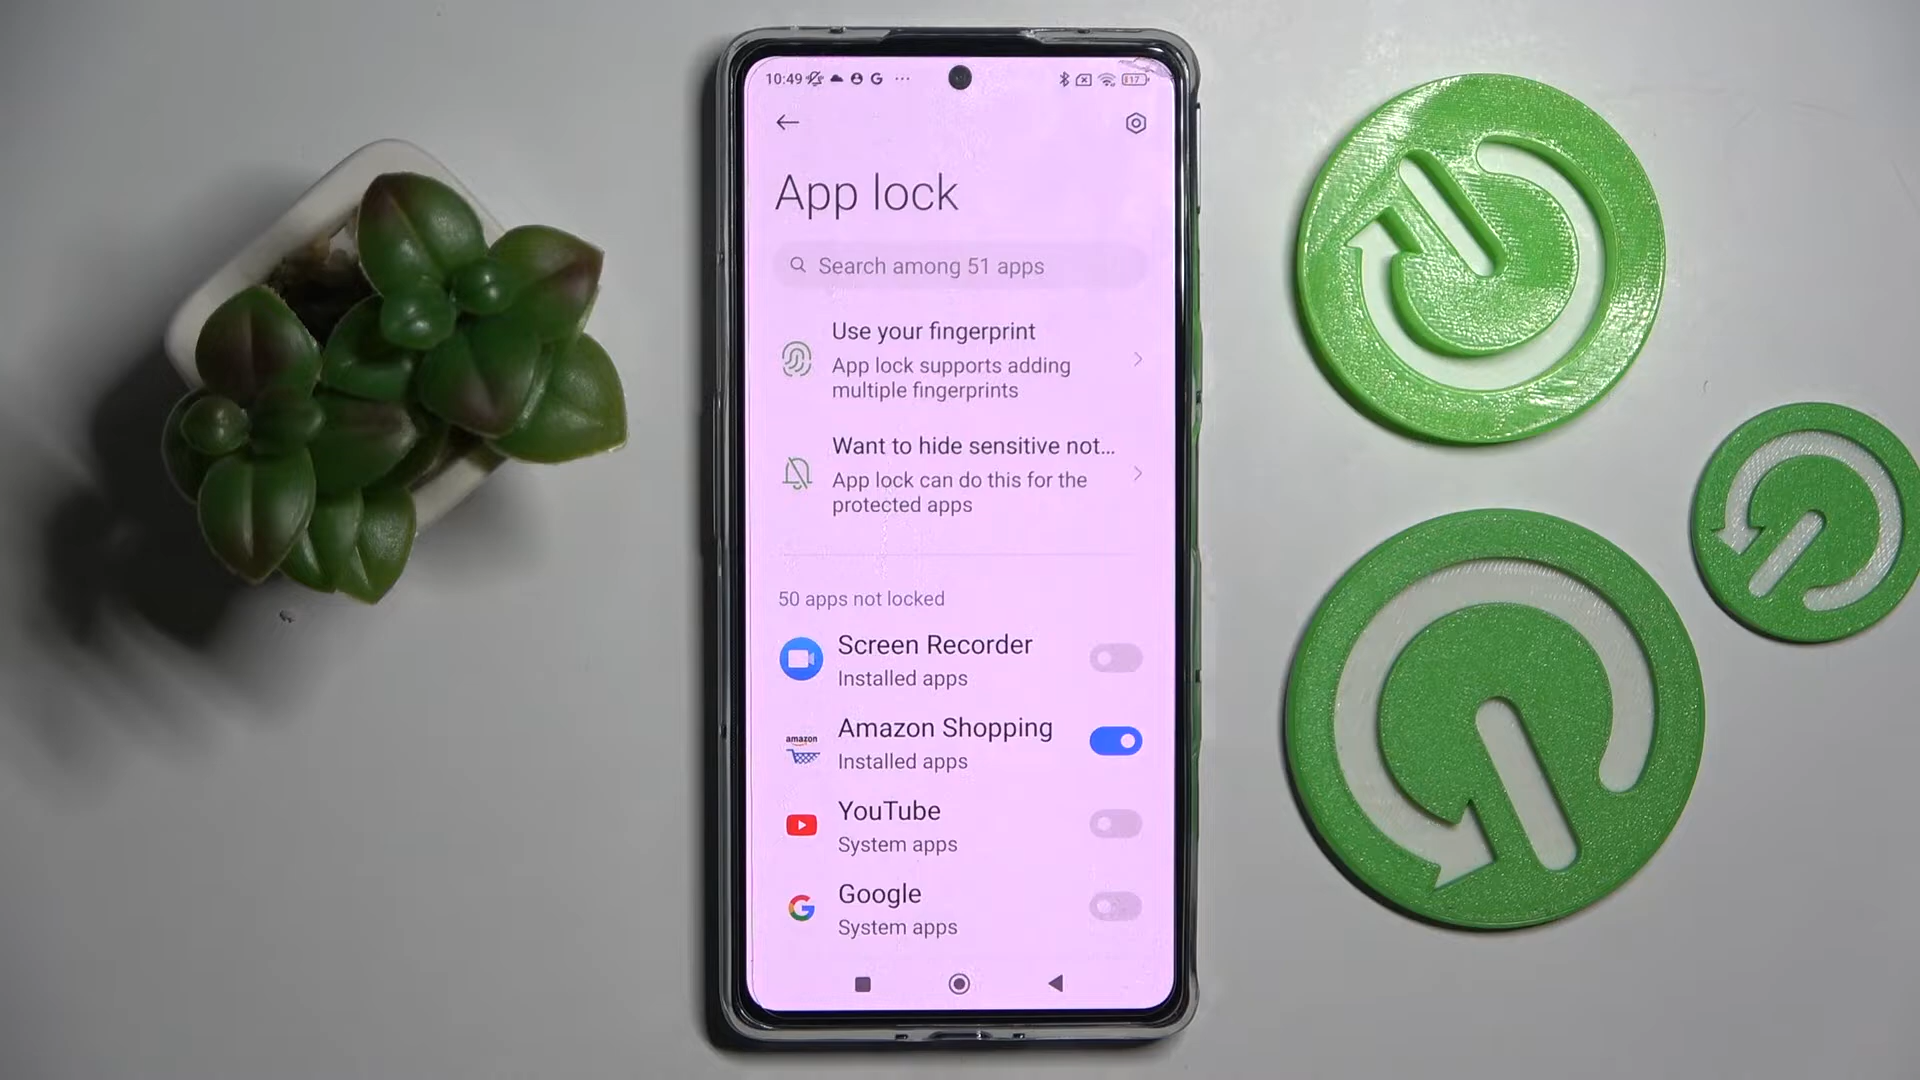 10:49
17
App lock
Search among 51 apps
Use your fingerprint
App lock supports adding
multiple fingerprints
Want to hide sensitive not...
App lock can do this for the
protected apps
50 apps not locked
Screen Recorder
Installed apps
amazon
Amazon Shopping
Installed apps
YouTube
System apps
G
Google
System apps